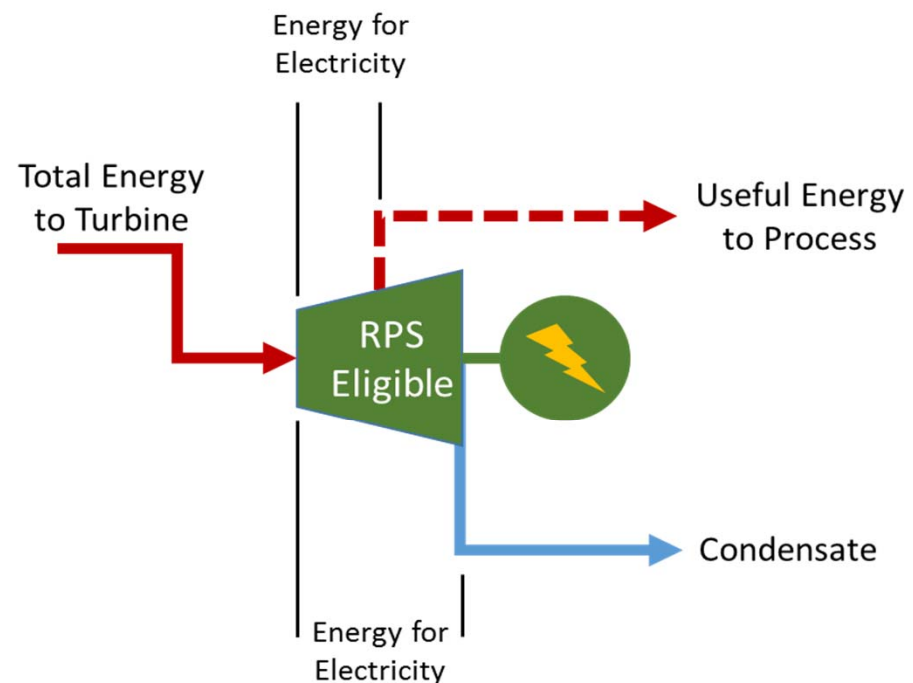 Energy for
Electricity
Total Energy
to Turbine
Useful Energy
to Process
RPS
Eligible
Condensate
Energy for
Electricity